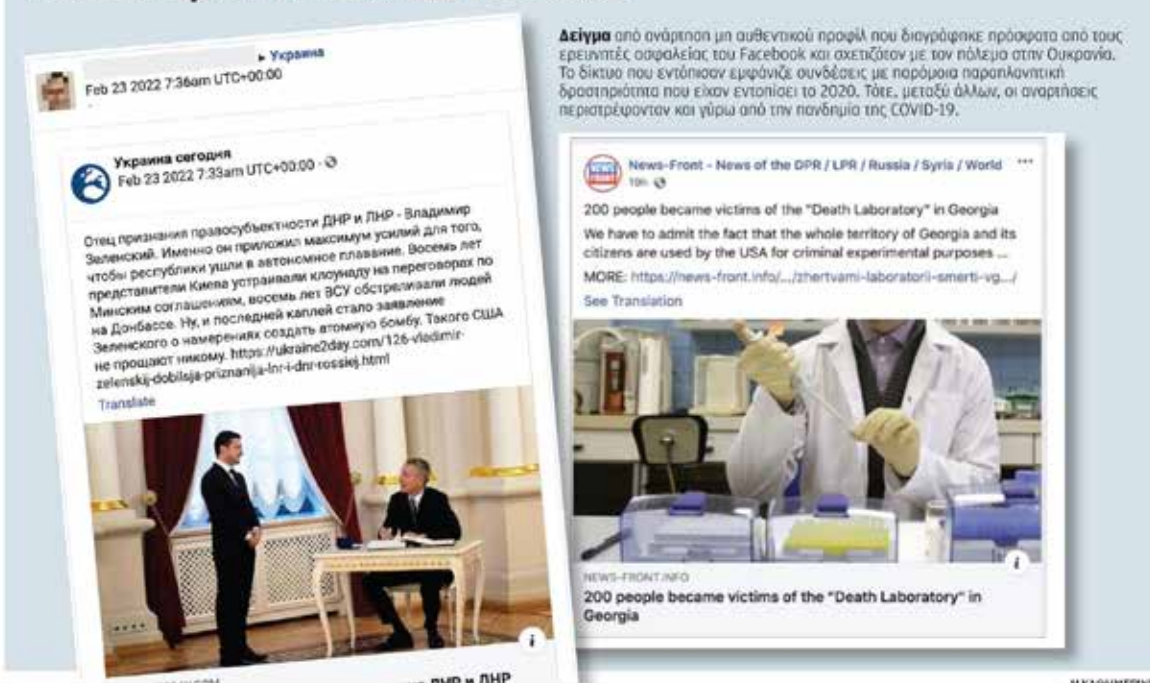 Украина
Feb 23 2022 7:36am UTC+00:00
Украина сегодня
Feb 23 2022 7:33am UTC+00:00
Отец признания правосубъектности ДНР и ЛНР - Владимир
Зеленский. Именно он приложил максимум усилий для того,
чтобы республики ушли в автономное плавание. Восемь лет
представители Киева устраивали клоунаду на переговорах по
Минским соглашениям, восемь лет ВСУ обстреливали людей
на Донбассе. Ну, и последней каплей стало заявление
Зеленского о намерениях создать атомную бомбу. Такого США
не прощают никому. https://ukraine2day.com/126-vladimir-
zelenskij-dobilsja-priznanija-lnr-i-dnr-rossiej.html
Translate
ДНР и ЛНР
Δείγμα από ανάρτηση μη αυθεντικού προφίλ που διαγράφηκε πρόσφατα από τους
ερευνητές ασφαλείας του Facebook και σχετιζόταν με τον πόλεμο στην Ουκρανία.
Το δίκτυο που εντόπισαν εμφάνιζε συνδέσεις με παρόμοια παραπλανητική
δραστηριότητα που είχαν εντοπίσει το 2020. Τότε, μεταξύ άλλων, οι αναρτήσεις
περιστρέφονταν και γύρω από την πανδημία της COVID-19.
News-Front - News of the DPR / LPR / Russia / Syria / World
19h
200 people became victims of the "Death Laboratory" in Georgia
We have to admit the fact that the whole territory of Georgia and its
citizens are used by the USA for criminal experimental purposes ...
MORE: https://news-front.info/.../zhertvami-laboratorii-smerti-vg.../
See Translation
NEWS-FRONT.INFO
200 people became victims of the "Death Laboratory" in
Georgia